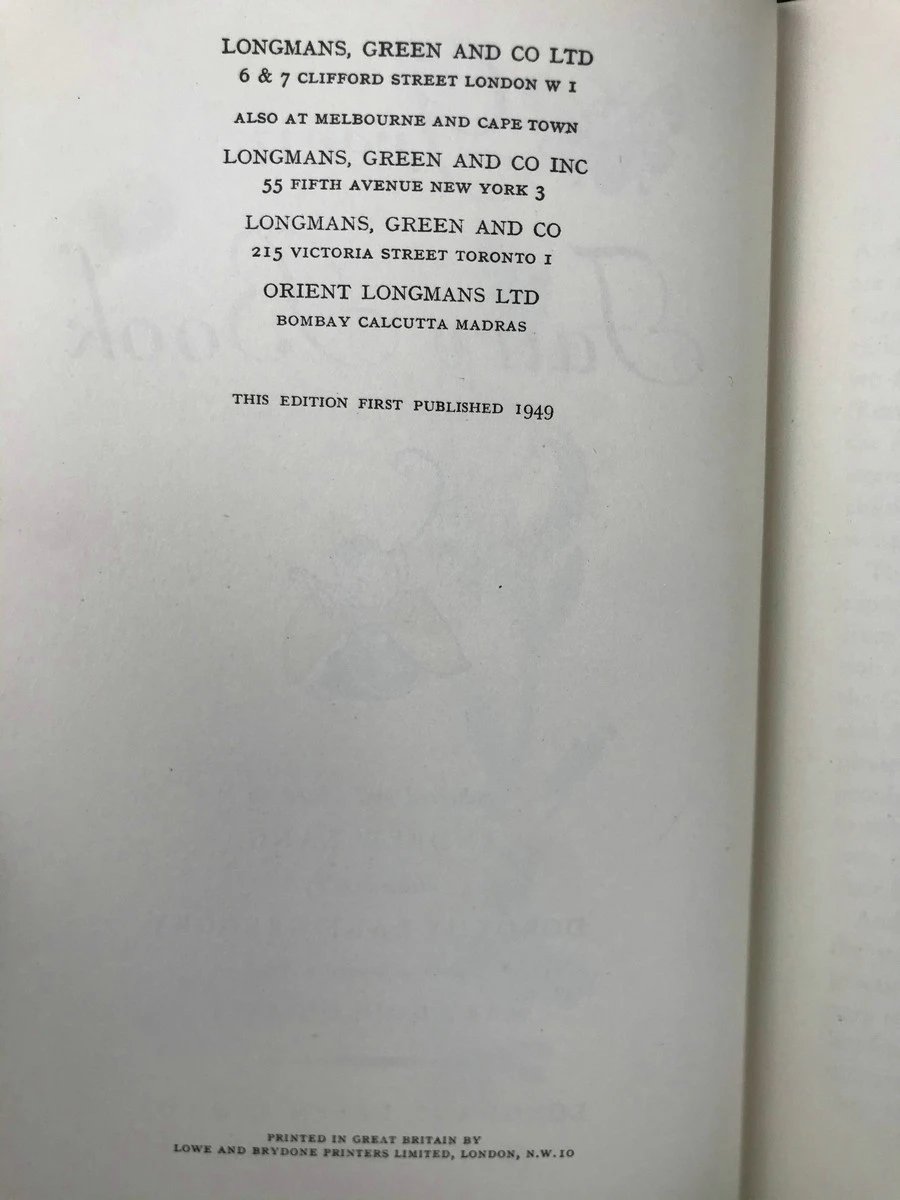 LONGMANS, GREEN AND CO LTD
6 & 7 CLIFFORD STREET LONDON W 1
ALSO AT MELBOURNE AND CAPE TOWN
LONGMANS, GREEN AND CO INC
55 FIFTH AVENUE NEW YORK 3
LONGMANS, GREEN AND CO
215 VICTORIA STREET TORONTO 1
ORIENT LONGMANS LTD
BOMBAY CALCUTTA MADRAS
THIS EDITION FIRST PUBLISHED 1949
PRINTED IN GREAT BRITAIN BY
LOWE AND BRYDONE PRINTERS LIMITED, LONDON, N.W.10